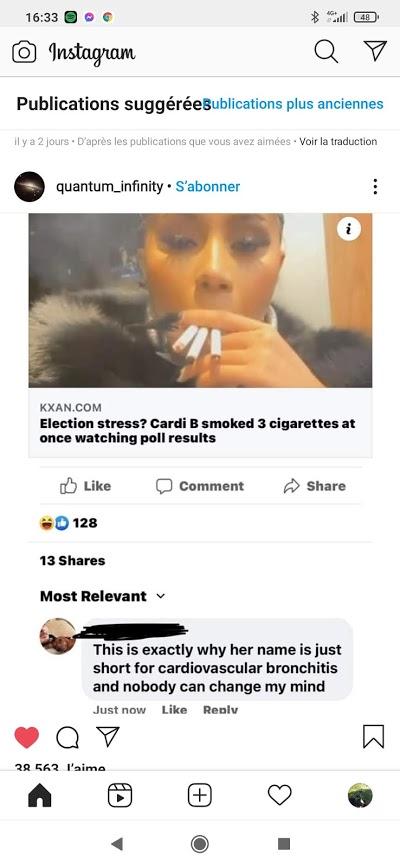 16:33
4G+
48
Instagram
Publications suggérées
Publications plus anciennes
il y a 2 jours • D'après les publications que vous avez aimées • Voir la traduction
quantum_infinity • S'abonner
i
KXAN.COM
Election stress? Cardi B smoked 3 cigarettes at
once watching poll results
Like
Comment
Share
128
13 Shares
Most Relevant
This is exactly why her name is just
short for cardiovascular bronchitis
and nobody can change my mind
Just now Like Reply
38 563 J'aime